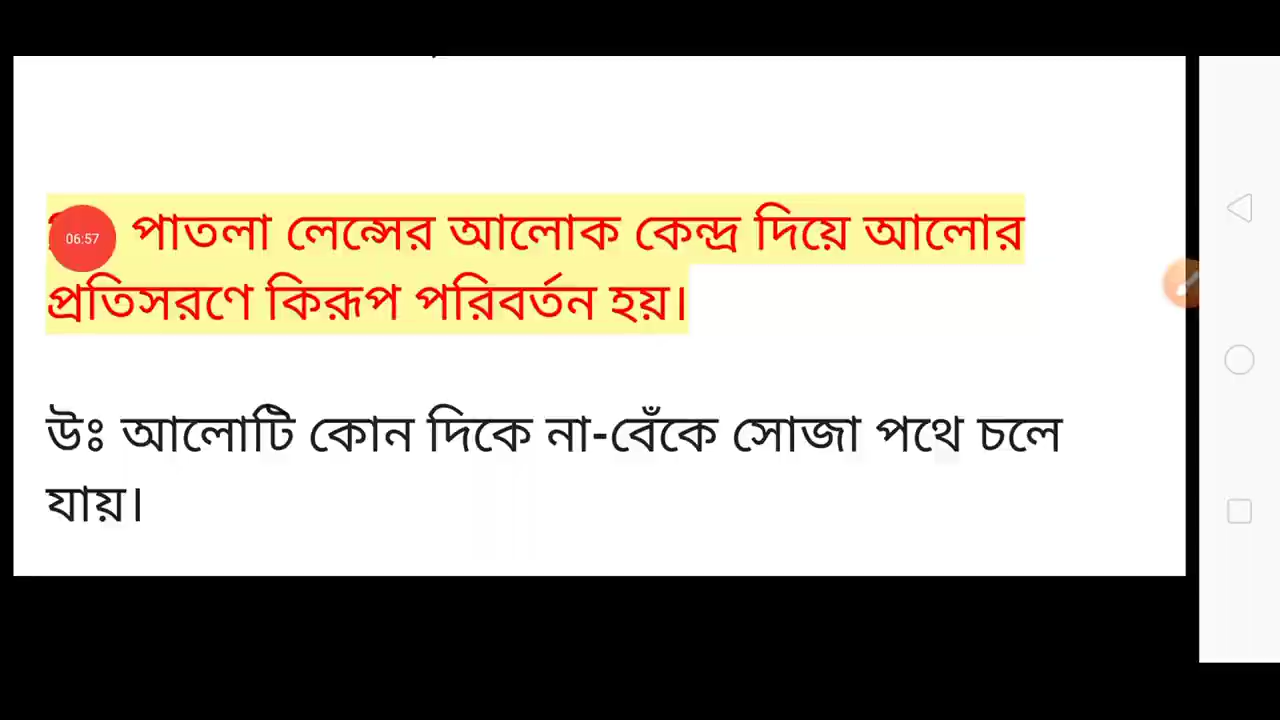 06:57
পাতলা লেন্সের আলোক কেন্দ্র দিয়ে আলোর
প্রতিসরণে কিরূপ পরিবর্তন হয়।
উঃ আলোটি কোন দিকে না-বেঁকে সোজা পথে চলে
যায়।